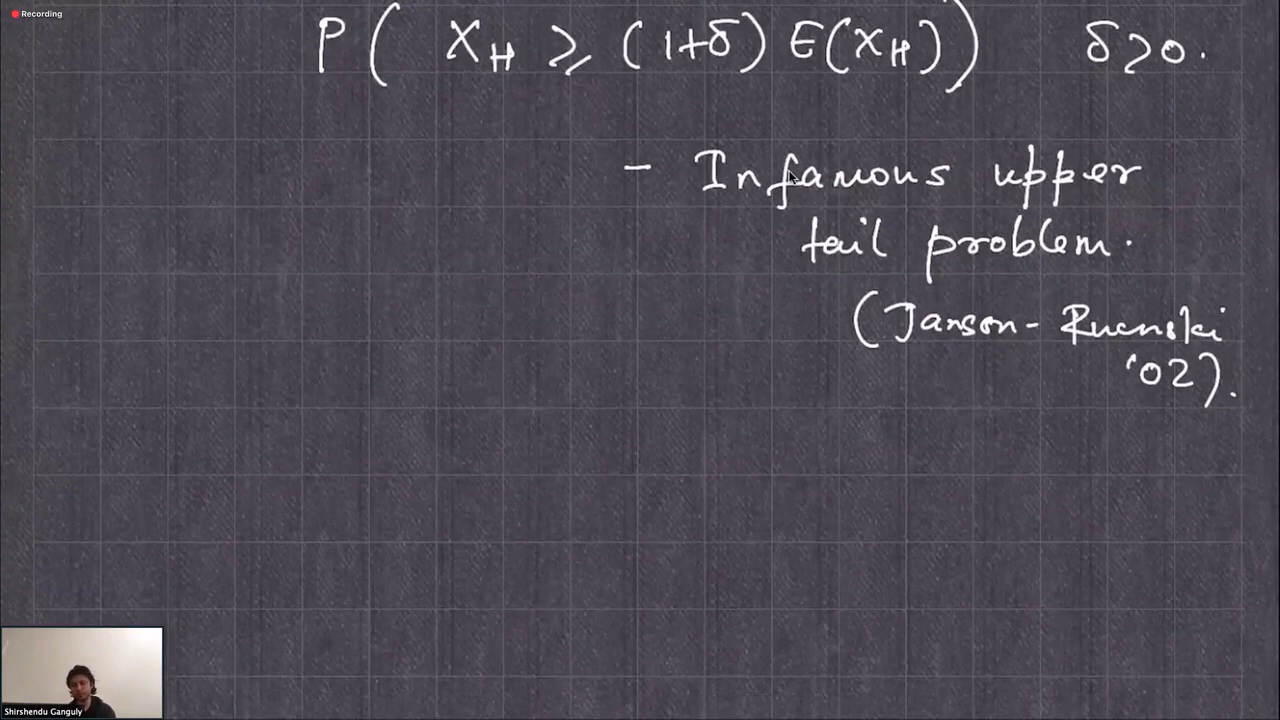 Recording
P( X_H ≥ (1+δ) E(X_H)) δ>0.
- Infamous upper
tail problem.
(Janson- Rucinski
'02).
Shirshendu Ganguly